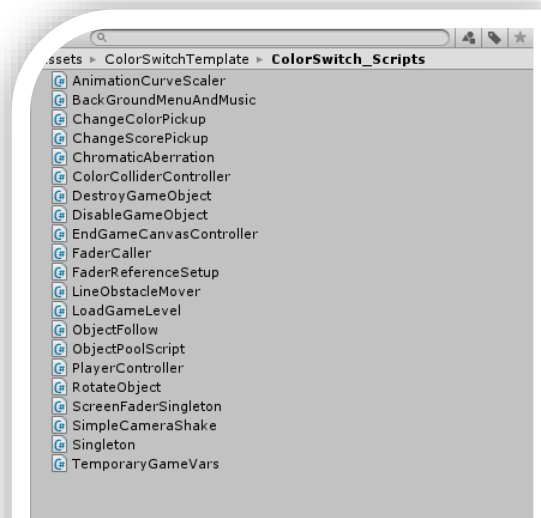 ssets ▸ ColorSwitchTemplate ▸ ColorSwitch_Scripts
AnimationCurveScaler
BackGroundMenuAndMusic
ChangeColorPickup
ChangeScorePickup
ChromaticAberration
ColorColliderController
DestroyGameObject
DisableGameObject
EndGameCanvasController
FaderCaller
FaderReferenceSetup
LineObstacleMover
LoadGameLevel
ObjectFollow
ObjectPoolScript
PlayerController
RotateObject
ScreenFaderSingleton
SimpleCameraShake
Singleton
TemporaryGameVars